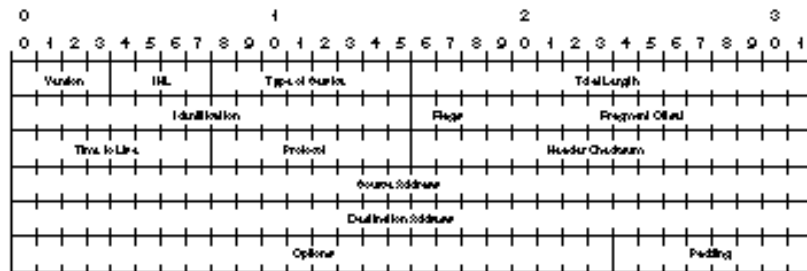 0 1 2 3
0 1 2 3 4 5 6 7 8 9 0 1 2 3 4 5 6 7 8 9 0 1 2 3 4 5 6 7 8 9 0 1
Version IHL Type of Service Total Length
Identification Flags Fragment Offset
Time to Live Protocol Header Checksum
Source Address
Destination Address
Options Padding